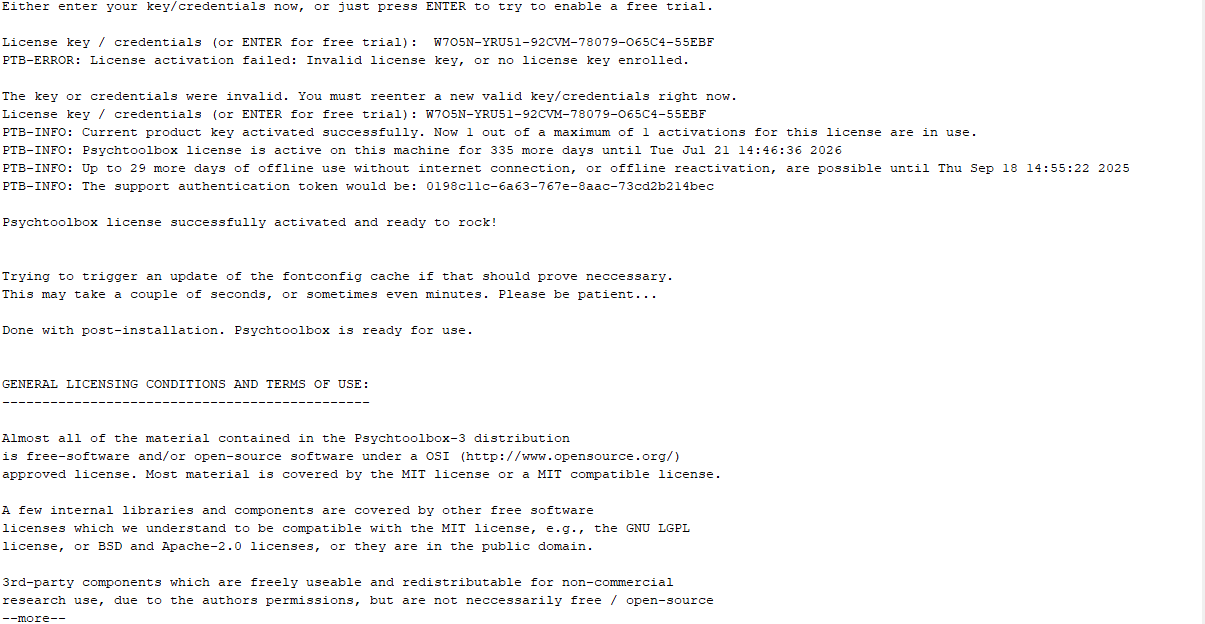 Either enter your key/credentials now, or just press ENTER to try to enable a free trial.
License key / credentials (or ENTER for free trial):  W7O5N-YRU51-92CVM-78079-O65C4-55EBF
PTB-ERROR: License activation failed: Invalid license key, or no license key enrolled.
The key or credentials were invalid. You must reenter a new valid key/credentials right now.
License key / credentials (or ENTER for free trial): W7O5N-YRU51-92CVM-78079-O65C4-55EBF
PTB-INFO: Current product key activated successfully. Now 1 out of a maximum of 1 activations for this license are in use.
PTB-INFO: Psychtoolbox license is active on this machine for 335 more days until Tue Jul 21 14:46:36 2026
PTB-INFO: Up to 29 more days of offline use without internet connection, or offline reactivation, are possible until Thu Sep 18 14:55:22 2025
PTB-INFO: The support authentication token would be: 0198c11c-6a63-767e-8aac-73cd2b214bec
Psychtoolbox license successfully activated and ready to rock!
Trying to trigger an update of the fontconfig cache if that should prove neccessary.
This may take a couple of seconds, or sometimes even minutes. Please be patient...
Done with post-installation. Psychtoolbox is ready for use.
GENERAL LICENSING CONDITIONS AND TERMS OF USE:
----------------------------------------------
Almost all of the material contained in the Psychtoolbox-3 distribution
is free-software and/or open-source software under a OSI (http://www.opensource.org/)
approved license. Most material is covered by the MIT license or a MIT compatible license.
A few internal libraries and components are covered by other free software
licenses which we understand to be compatible with the MIT license, e.g., the GNU LGPL
license, or BSD and Apache-2.0 licenses, or they are in the public domain.
3rd-party components which are freely useable and redistributable for non-commercial
research use, due to the authors permissions, but are not neccessarily free / open-source
--more--